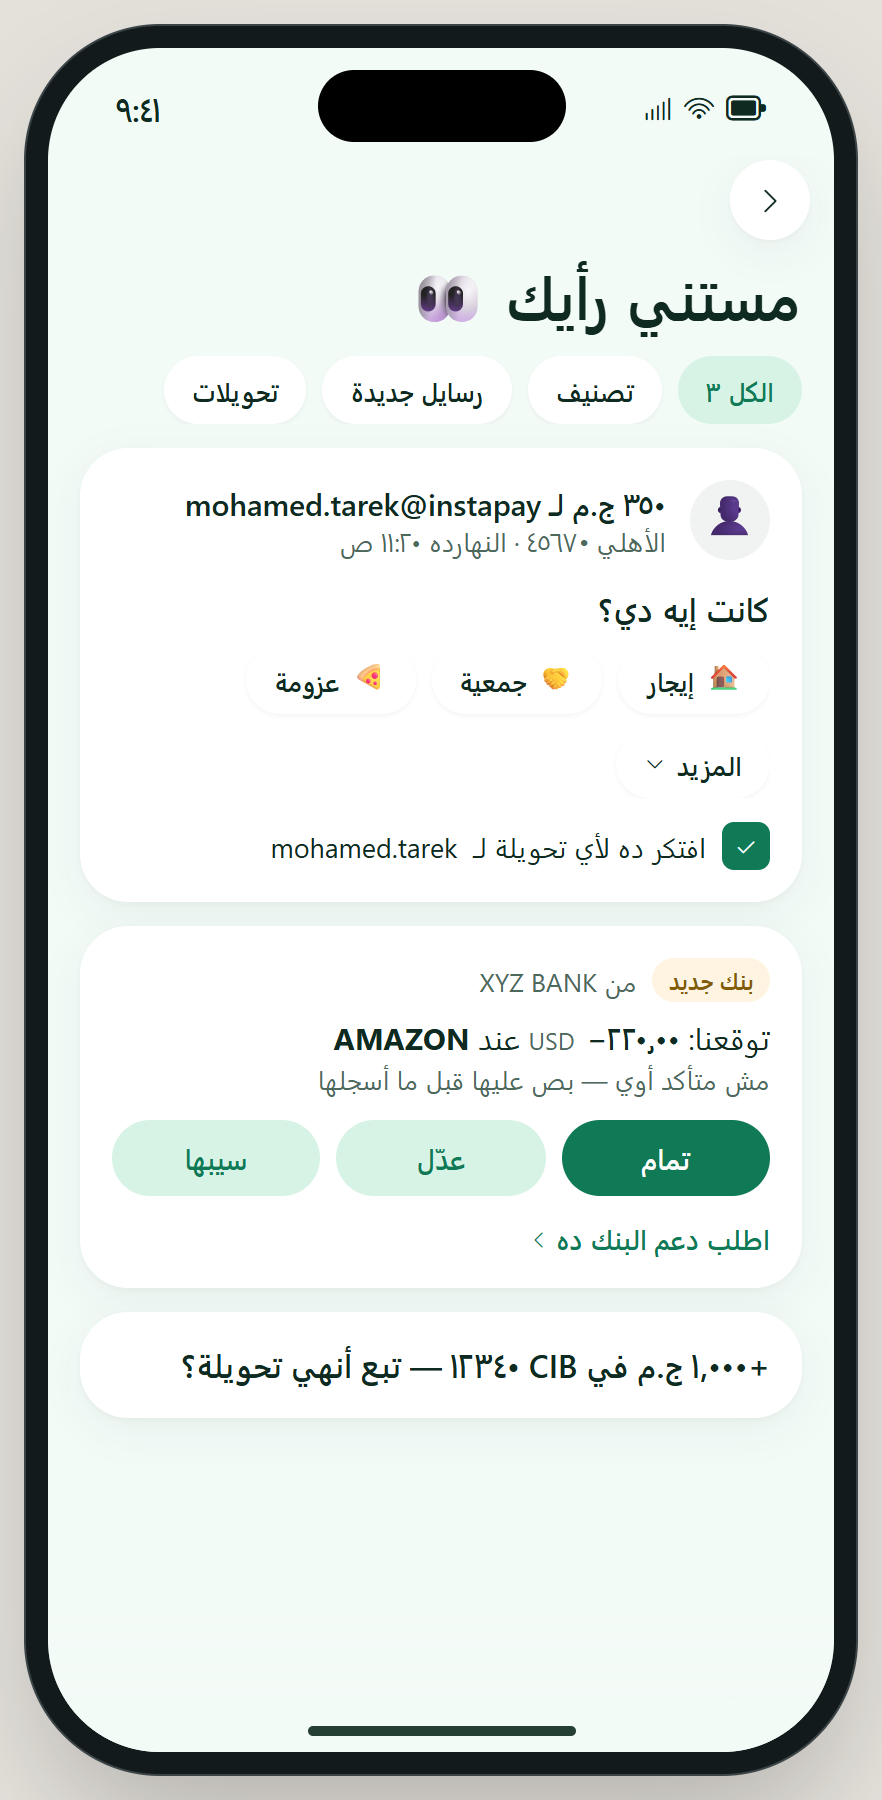 ٩:٤١
مستني رأيك 👀
الكل ٣
تصنيف
رسايل جديدة
تحويلات
٣٥٠ ج.م لـ mohamed.tarek@instapay
الأهلي •٤٥٦٧ · النهارده ١١:٢٠ ص
كانت إيه دي؟
🏠 إيجار
🤝 جمعية
🍕 عزومة
المزيد
افتكر ده لأي تحويلة لـ mohamed.tarek
بنك جديد من XYZ BANK
توقعنا: −٢٢٠٫٠٠ USD عند AMAZON
مش متأكد أوي — بص عليها قبل ما أسجلها
تمام
عدّل
سيبها
اطلب دعم البنك ده
+١,٠٠٠ ج.م في CIB •١٢٣٤ — تبع أنهي تحويلة؟